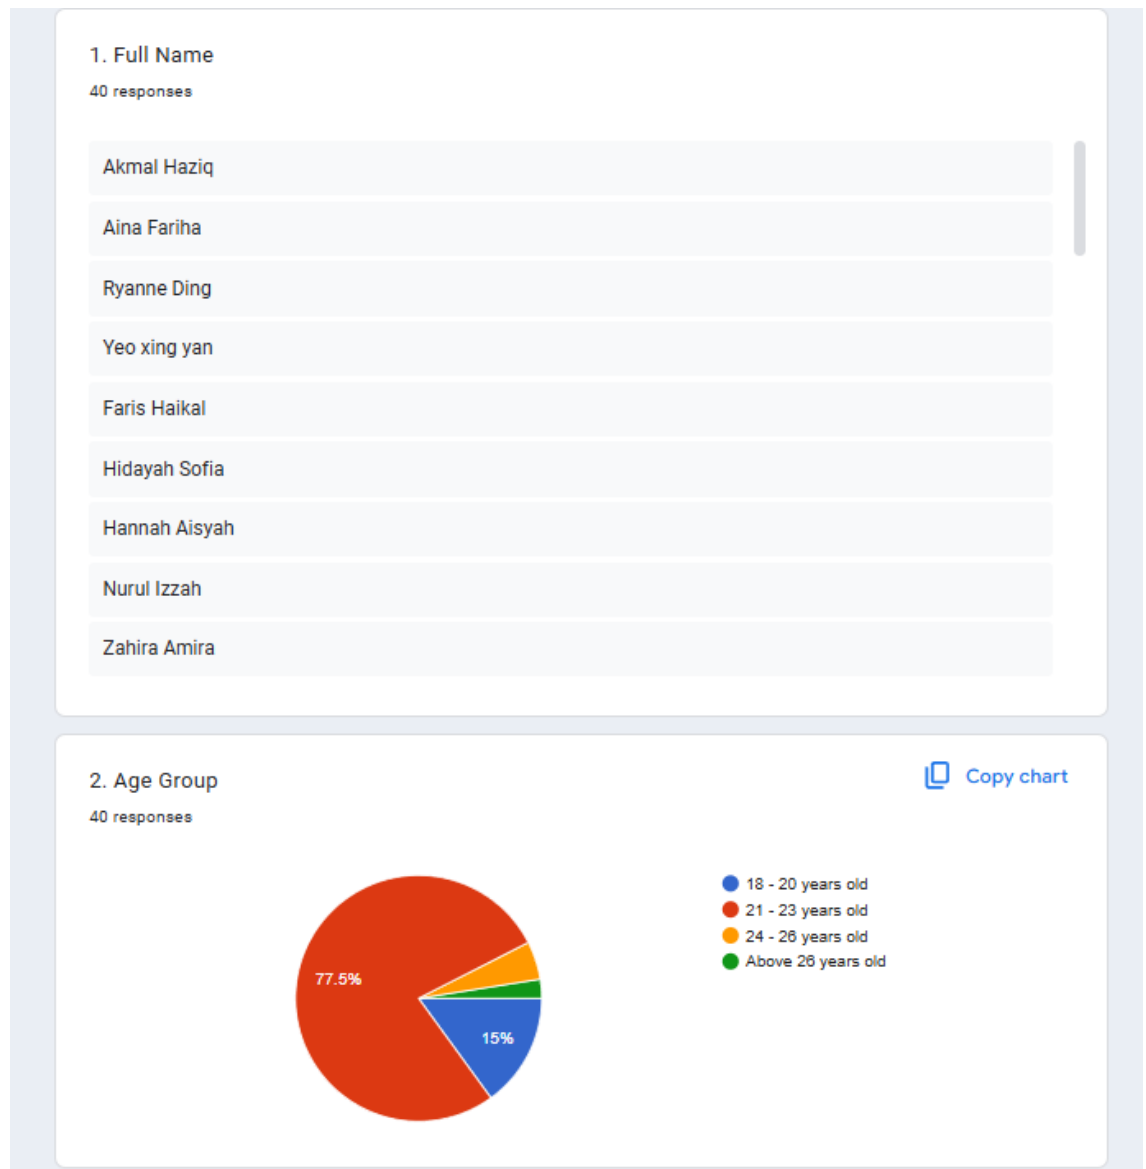 1. Full Name
40 responses
Akmal Haziq
Aina Fariha
Ryanne Ding
Yeo xing yan
Faris Haikal
Hidayah Sofia
Hannah Aisyah
Nurul Izzah
Zahira Amira
2. Age Group
Copy chart
40 responses
18 - 20 years old
21 - 23 years old
24 - 26 years old
Above 26 years old
77.5%
15%